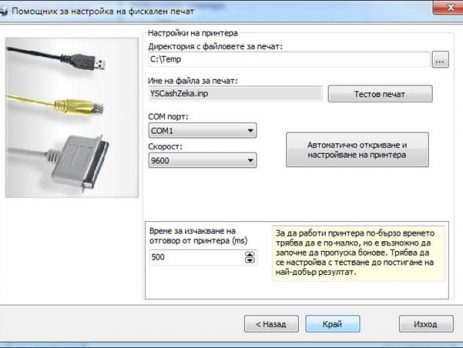 Помощник за настройка на фискален печат
Настройки на принтера
Директория с файловете за печат:
C:\Temp
...
Име на файла за печат:
YSCashZeka.inp
Тестов печат
COM порт:
COM1
Автоматично откриване и
настройване на принтера
Скорост:
9600
Време за изчакване на
отговор от принтера (ms)
500
За да работи принтера по-бързо времето
трябва да е по-малко, но е възможно да
започне да пропуска бонове. Трябва да
се настройва с тестване до постигане на
най-добър резултат.
< Назад
Край
Изход